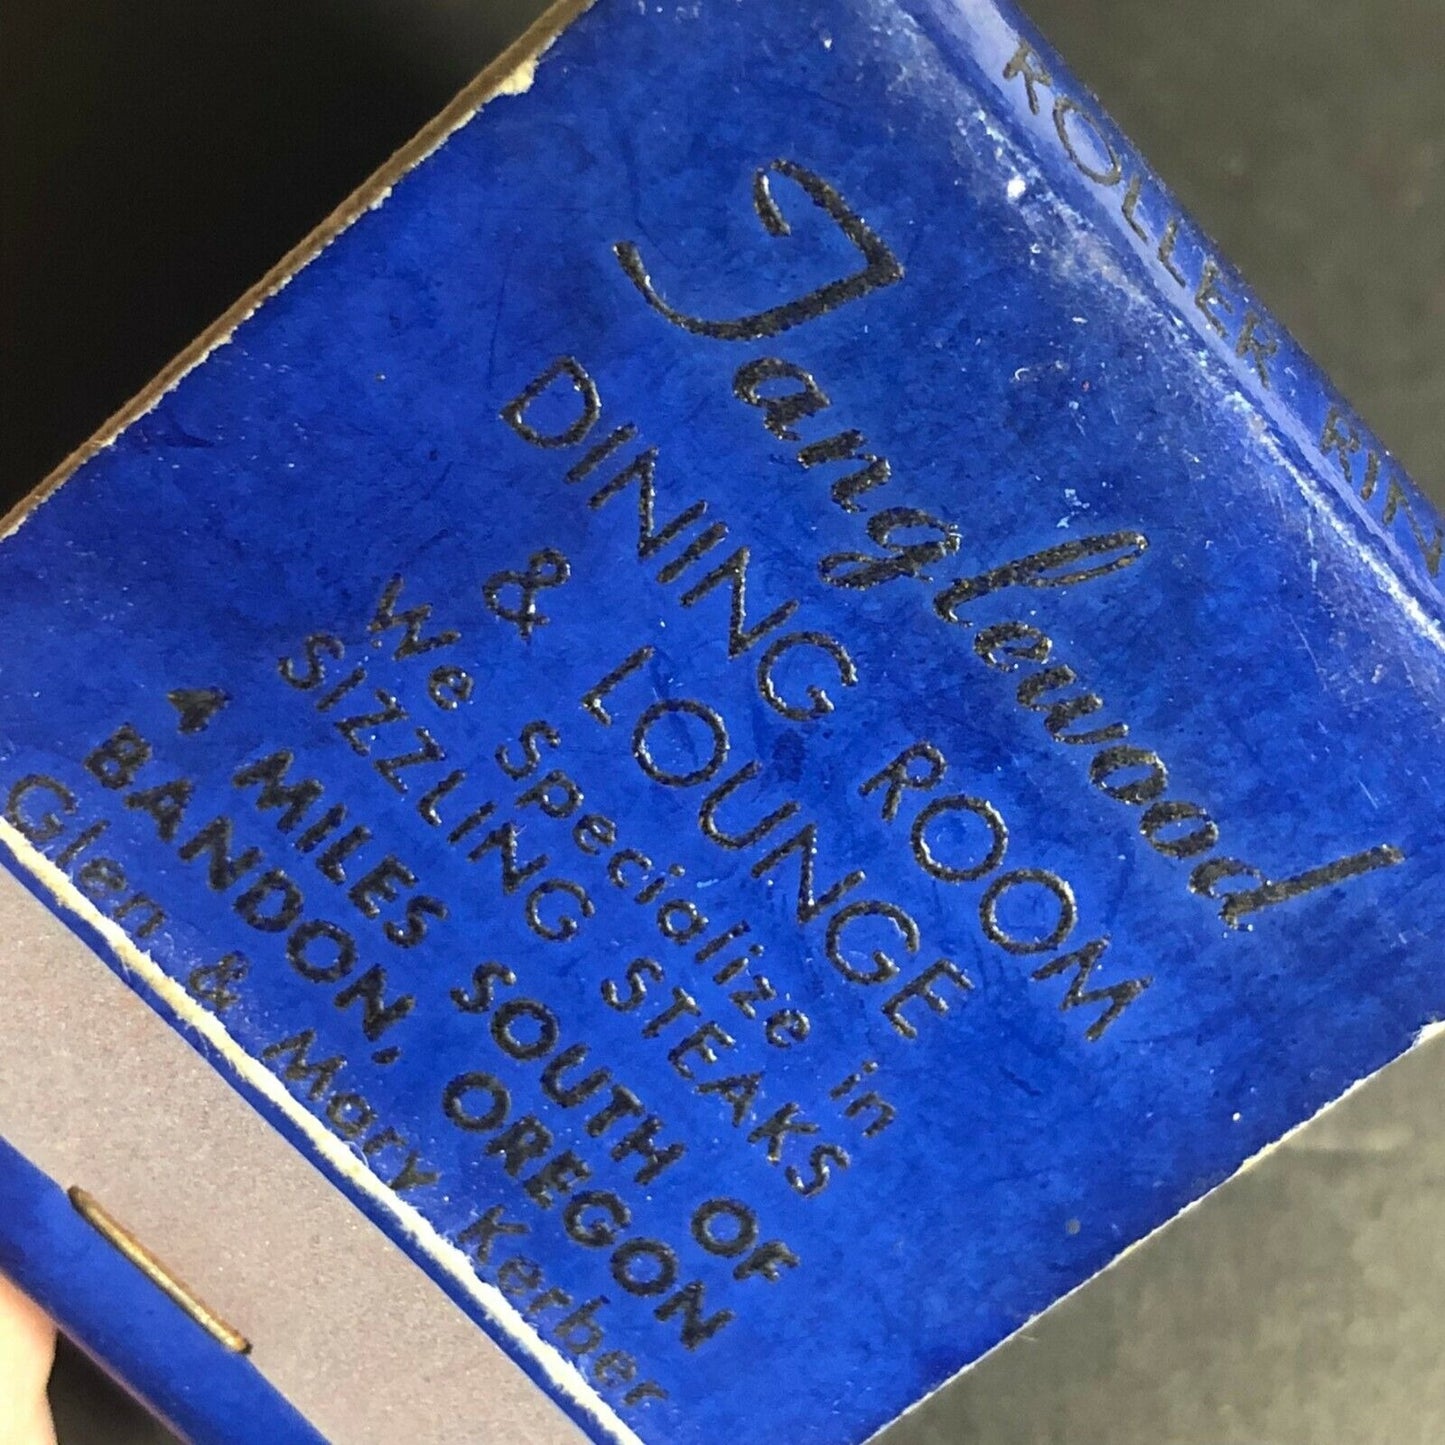 ROLLER RIN
Tanglewood
DINING ROOM
& LOUNGE
We Specialize in
SIZZLING STEAKS
4 MILES SOUTH OF
BANDON, OREGON
Glen & Mary Kerber